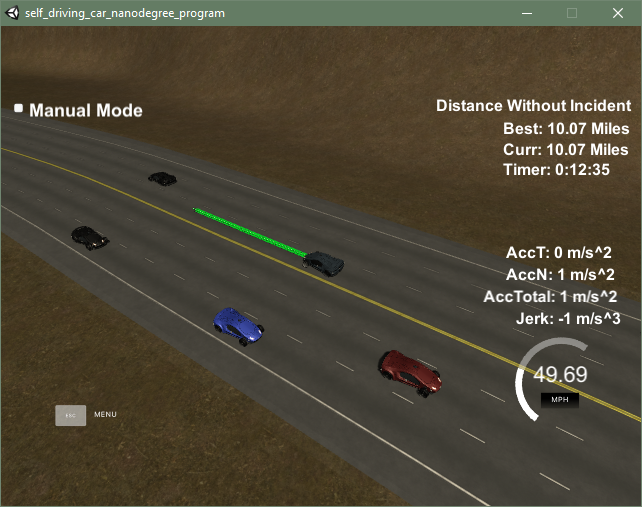 self_driving_car_nanodegree_program
Manual Mode
Distance Without Incident
Best: 10.07 Miles
Curr: 10.07 Miles
Timer: 0:12:35
AccT: 0 m/s^2
AccN: 1 m/s^2
AccTotal: 1 m/s^2
Jerk: -1 m/s^3
49.69
MPH
ESC
MENU